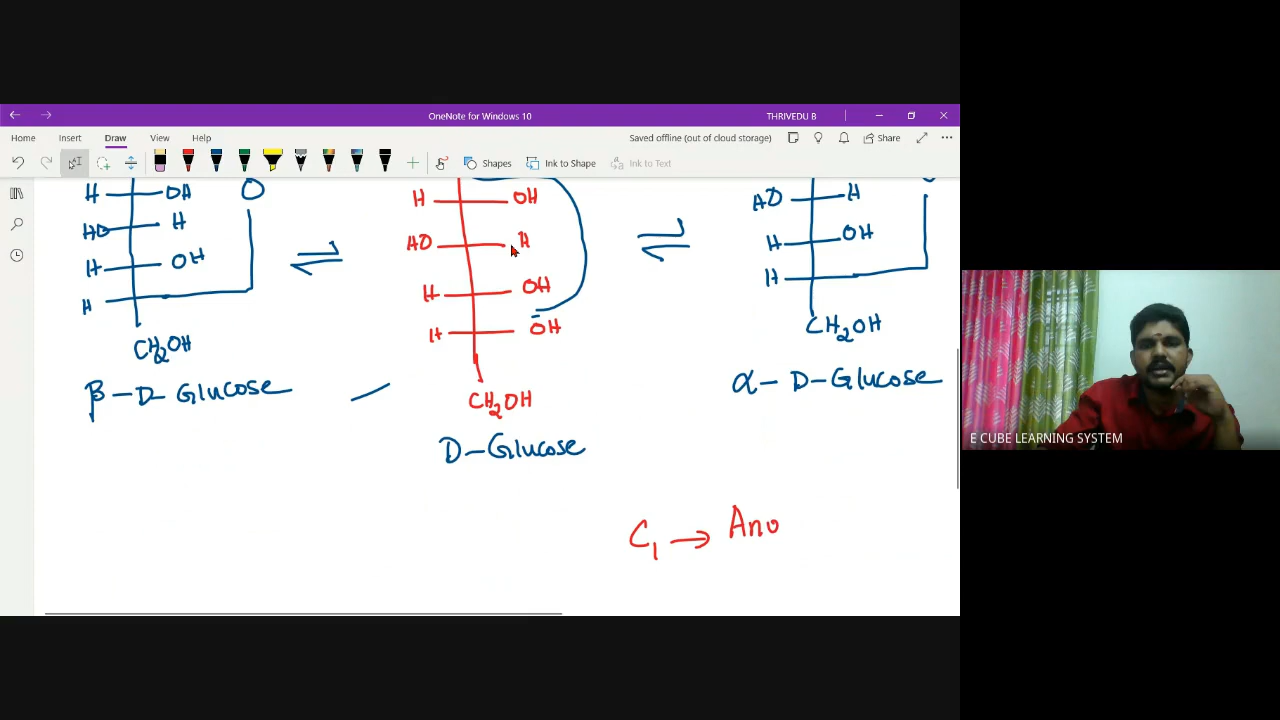 OneNote for Windows 10
THRIVEDU B
Home Insert Draw View Help
Saved offline (out of cloud storage)
Share
Shapes
Ink to Shape
Ink to Text
H OH O
HO H
H OH
H
CH2OH
β-D Glucose
H OH
HO H
H OH
H OH
CH2OH
D-Glucose
HO H
H OH
H
CH2OH
α-D-Glucose
C1 → Ano
E CUBE LEARNING SYSTEM